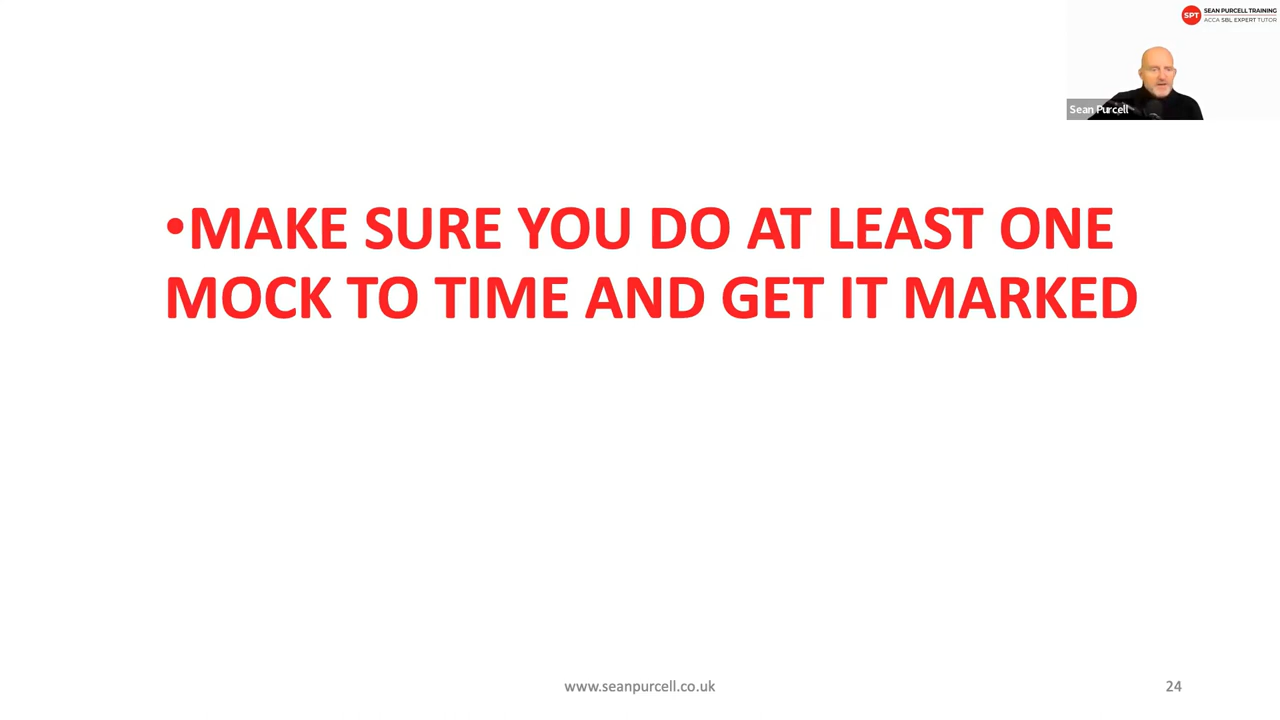 SPT
SEAN PURCELL TRAINING
ACCA SBL EXPERT TUTOR
Sean Purcell
•MAKE SURE YOU DO AT LEAST ONE
MOCK TO TIME AND GET IT MARKED
www.seanpurcell.co.uk
24